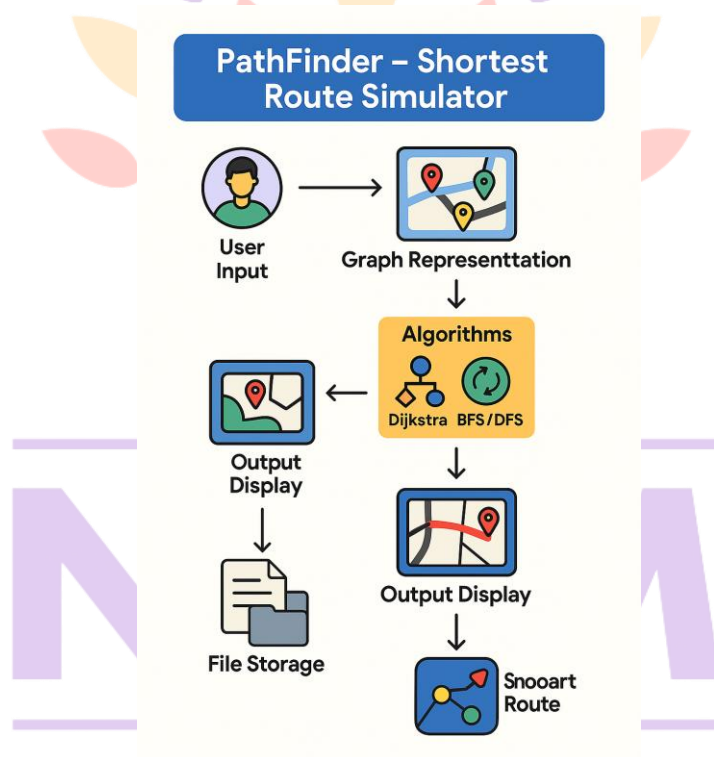 PathFinder – Shortest
Route Simulator
User
Input
Graph Representtation
Algorithms
Dijkstra BFS/DFS
Output
Display
Output Display
File Storage
Snooart
Route